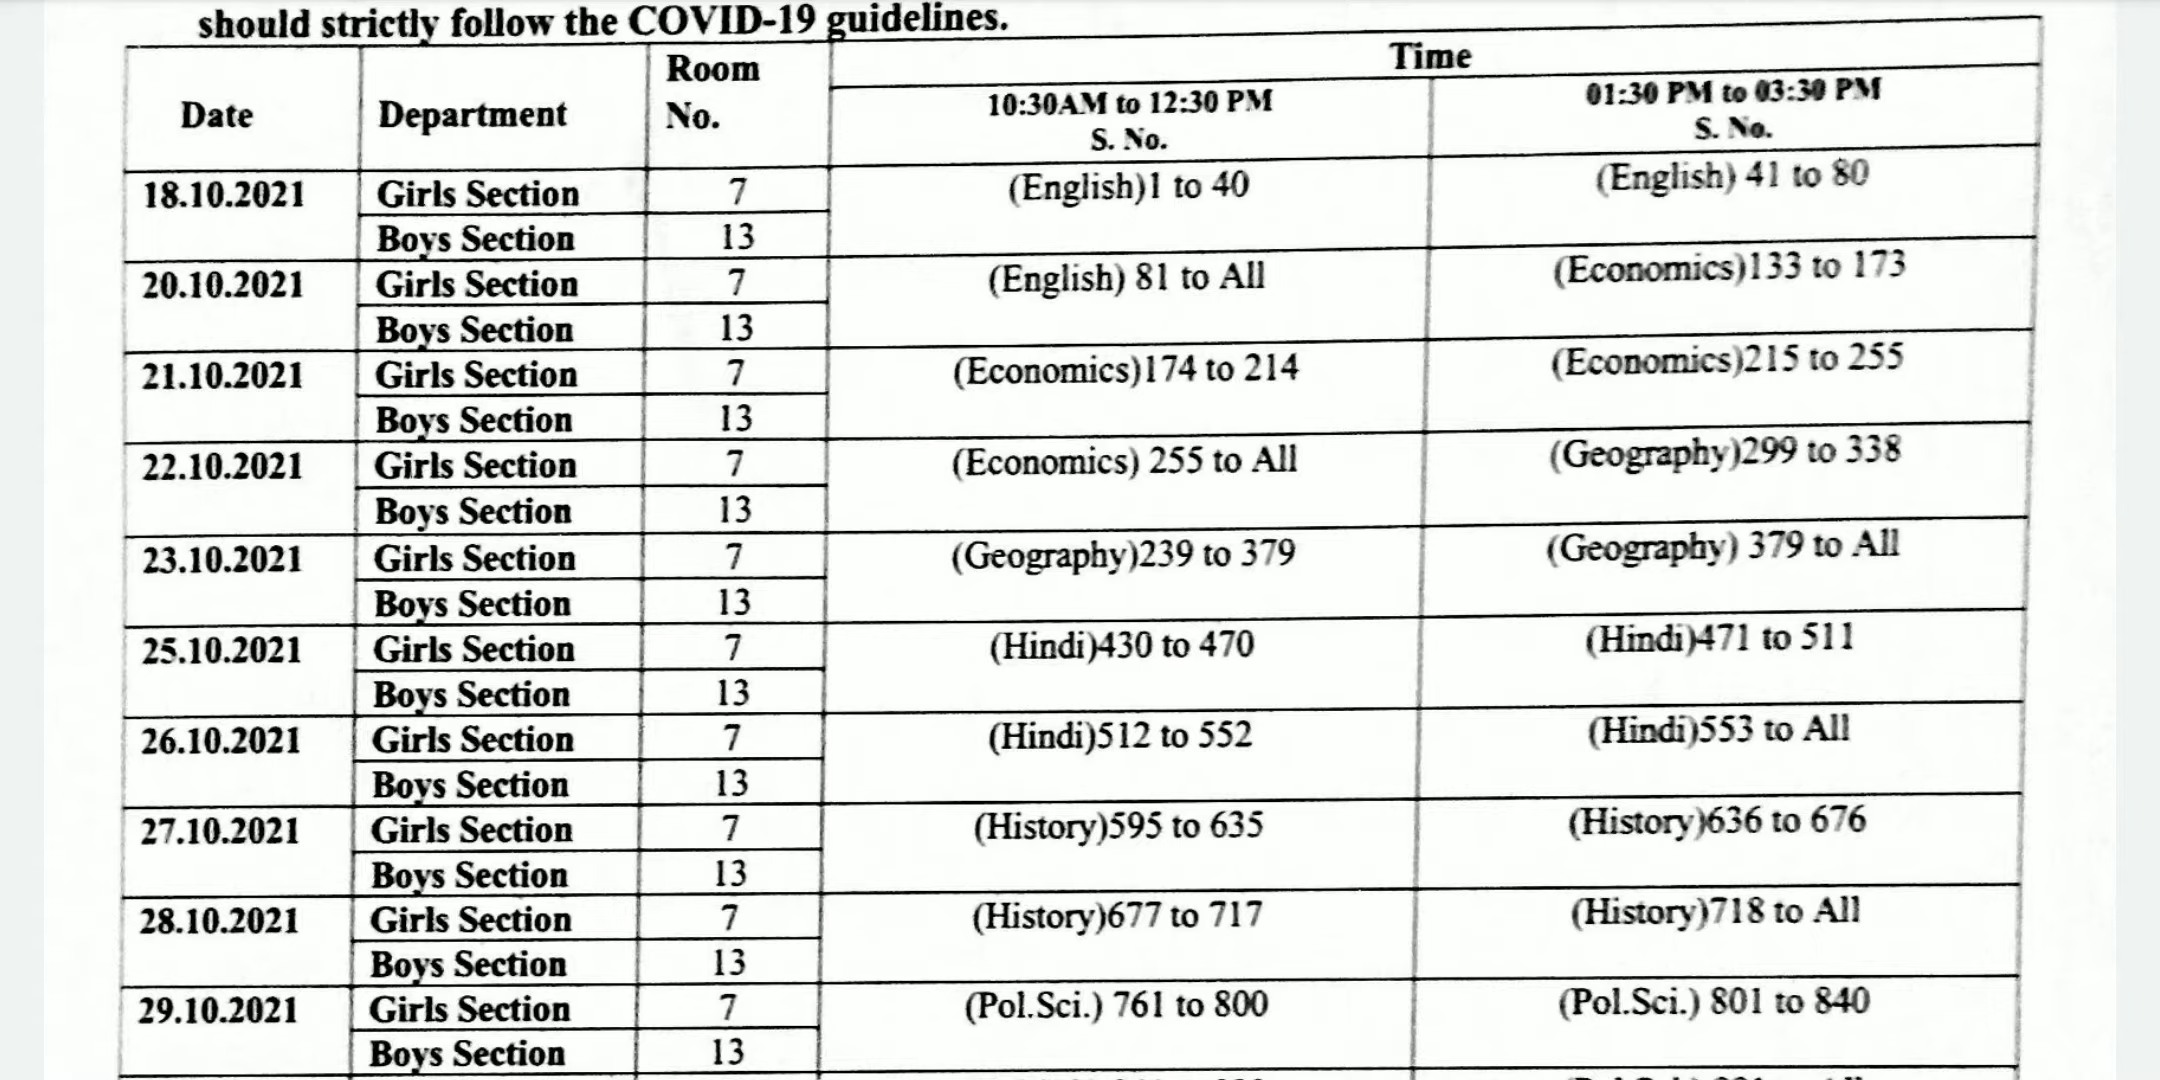 should strictly follow the COVID-19 guidelines.
Date Department Room No. Time
10:30AM to 12:30 PM S. No. 01:30 PM to 03:30 PM S. No.
18.10.2021 Girls Section 7 (English)1 to 40 (English) 41 to 80
Boys Section 13
20.10.2021 Girls Section 7 (English) 81 to All (Economics)133 to 173
Boys Section 13
21.10.2021 Girls Section 7 (Economics)174 to 214 (Economics)215 to 255
Boys Section 13
22.10.2021 Girls Section 7 (Economics) 255 to All (Geography)299 to 338
Boys Section 13
23.10.2021 Girls Section 7 (Geography)239 to 379 (Geography) 379 to All
Boys Section 13
25.10.2021 Girls Section 7 (Hindi)430 to 470 (Hindi)471 to 511
Boys Section 13
26.10.2021 Girls Section 7 (Hindi)512 to 552 (Hindi)553 to All
Boys Section 13
27.10.2021 Girls Section 7 (History)595 to 635 (History)636 to 676
Boys Section 13
28.10.2021 Girls Section 7 (History)677 to 717 (History)718 to All
Boys Section 13
29.10.2021 Girls Section 7 (Pol.Sci.) 761 to 800 (Pol.Sci.) 801 to 840
Boys Section 13